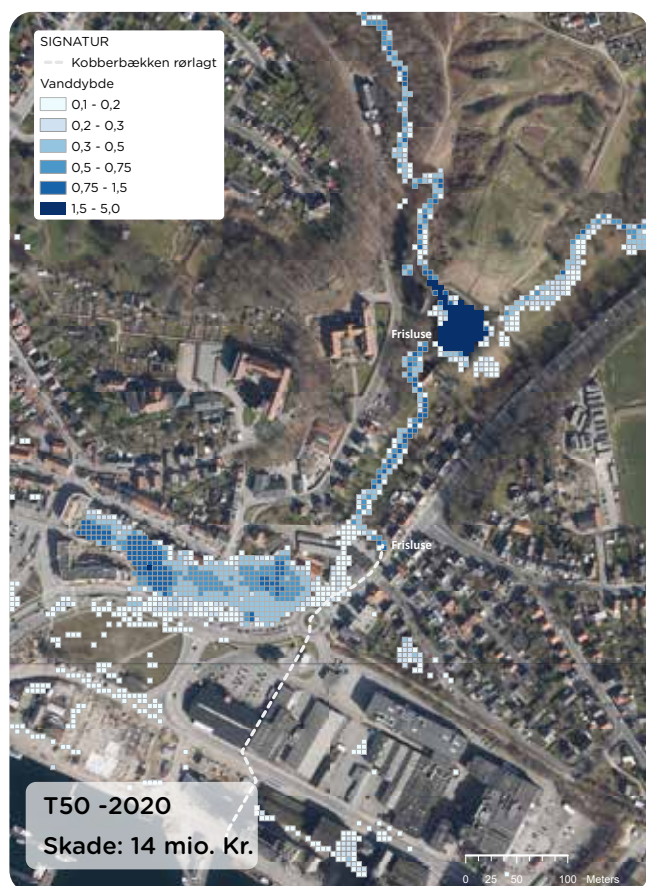 SIGNATUR
Kobberbækken rørlagt
Vanddybde
0,1 - 0,2
0,2 - 0,3
0,3 - 0,5
0,5 - 0,75
0,75 - 1,5
1,5 - 5,0
Frisluse
Frisluse
T50 -2020
Skade: 14 mio. Kr.
0 25 50 100 Meters